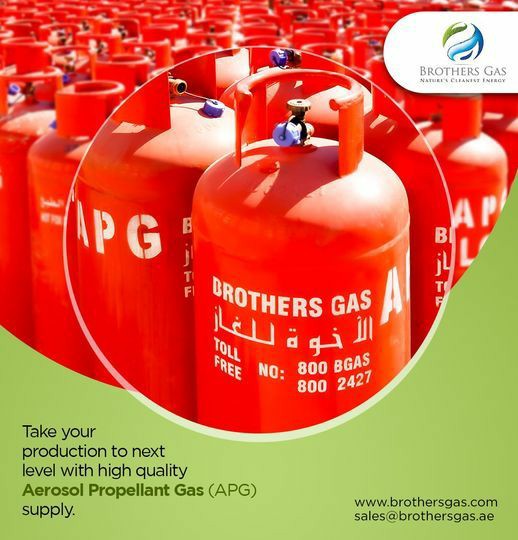 BROTHERS GAS
NATURE'S CLEANEST ENERGY
APG
BROTHERS GAS
الأخوة للغاز
TOLL FREE NO: 800 BGAS
800 2427
A
AP
Take your
production to next
level with high quality
Aerosol Propellant Gas (APG)
supply.
www.brothersgas.com
sales@brothersgas.ae